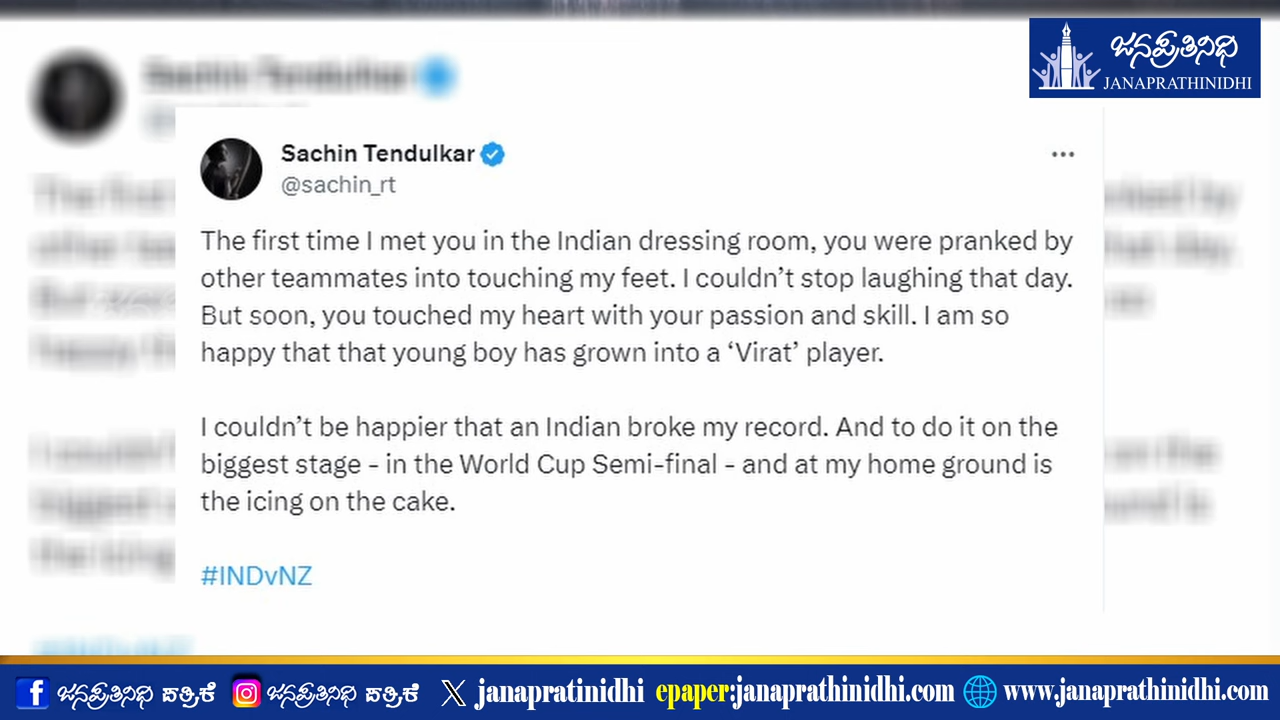 ಜನಪ್ರತಿನಿಧಿ
JANAPRATHINIDHI
Sachin Tendulkar
@sachin_rt
The first time I met you in the Indian dressing room, you were pranked by
other teammates into touching my feet. I couldn’t stop laughing that day.
But soon, you touched my heart with your passion and skill. I am so
happy that that young boy has grown into a ‘Virat’ player.
I couldn’t be happier that an Indian broke my record. And to do it on the
biggest stage - in the World Cup Semi-final - and at my home ground is
the icing on the cake.
#INDvNZ
ಜನಪ್ರತಿನಿಧಿ ಪತ್ರಿಕೆ ಜನಪ್ರತಿನಿಧಿ ಪತ್ರಿಕೆ janapratinidhi epaper:janaprathinidhi.com www.janaprathinidhi.com